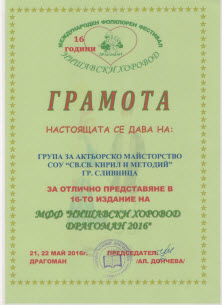 МЕЖДУНАРОДЕН ФОЛКЛОРЕН ФЕСТИВАЛ
16
ГОДИНИ
"НИШАВСКИ ХОРОВОД"
ГРАМОТА
НАСТОЯЩАТА СЕ ДАВА НА:
ГРУПА ЗА АКТЬОРСКО МАЙСТОРСТВО
СОУ "СВ.СВ. КИРИЛ И МЕТОДИЙ"
ГР. СЛИВНИЦА
ЗА ОТЛИЧНО ПРЕДСТАВЯНЕ В
16-ТО ИЗДАНИЕ НА
МФФ "НИШАВСКИ ХОРОВОД
ДРАГОМАН 2016"
21, 22 МАЙ 2016г.
ПРЕДСЕДАТЕЛ:
ДРАГОМАН
/АЛ. ДОНЧЕВА/